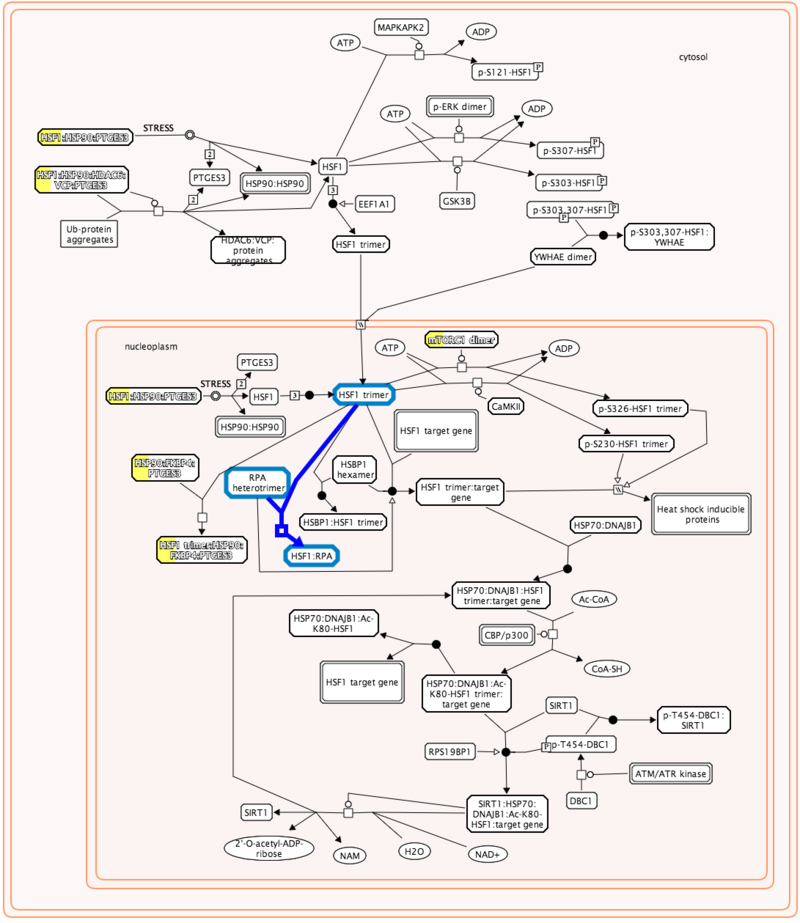 MAPKAPK2
ATP
ADP
P
p-S121-HSF1
cytosol
p-ERK dimer
ATP
ADP
STRESS
HSF1:HSP90:PTGES3
2
P
p-S307-HSF1
HSF1
PTGES3
HSP90:HSP90
HSF1:HSP90:HDAC6:
VCP:PTGES3
P
p-S303-HSF1
3
2
GSK3B
EEF1A1
P
p-S303,307-HSF1
P
Ub-protein
aggregates
HDAC6:VCP:
protein
aggregates
HSF1 trimer
p-S303,307-HSF1:
YWHAE
YWHAE dimer
nucleoplasm
ATP
mTORC1 dimer
ADP
PTGES3
STRESS
2
HSF1:HSP90:PTGES3
HSF1
3
HSF1 trimer
CaMKII
p-S326-HSF1 trimer
HSP90:HSP90
HSF1 target gene
p-S230-HSF1 trimer
HSP90:FKBP4:
PTGES3
HSBP1
hexamer
RPA
heterotrimer
HSF1 trimer:target
gene
HSBP1:HSF1 trimer
Heat shock inducible
proteins
HSP70:DNAJB1
HSF1 trimer:HSP90:
FKBP4:PTGES3
HSF1:RPA
HSP70:DNAJB1:HSF1
trimer:target gene
Ac-CoA
HSP70:DNAJB1:Ac-
K80-HSF1
CBP/p300
CoA-SH
HSF1 target gene
HSP70:DNAJB1:Ac-
K80-HSF1 trimer:
target gene
SIRT1
p-T454-DBC1:
SIRT1
RPS19BP1
P
p-T454-DBC1
ATM/ATR kinase
DBC1
SIRT1:HSP70:
DNAJB1:Ac-K80-
HSF1:target gene
SIRT1
2'-O-acetyl-ADP-
ribose
NAM
H2O
NAD+